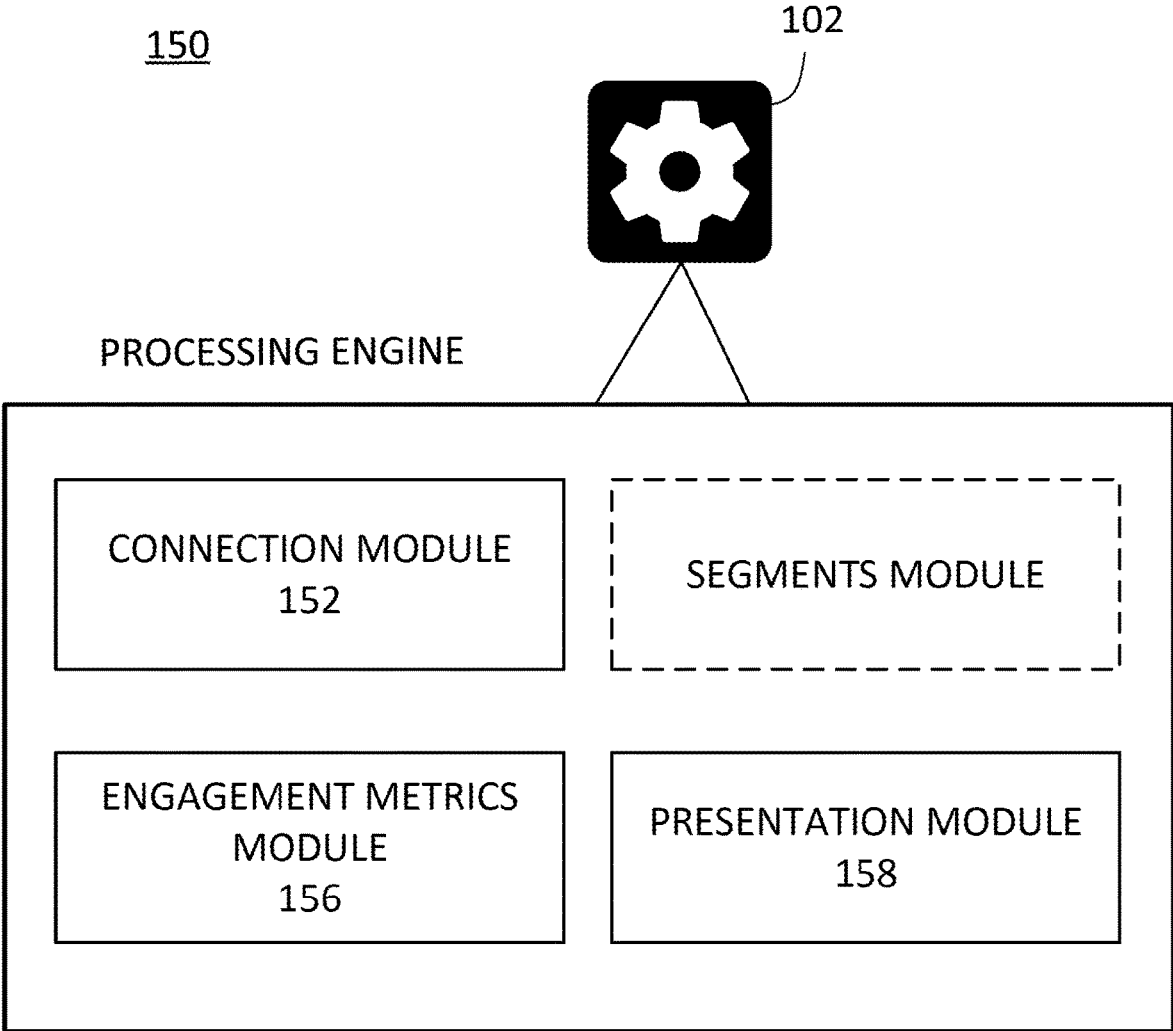 150
102
PROCESSING ENGINE
CONNECTION MODULE
152
SEGMENTS MODULE
ENGAGEMENT METRICS
MODULE
156
PRESENTATION MODULE
158